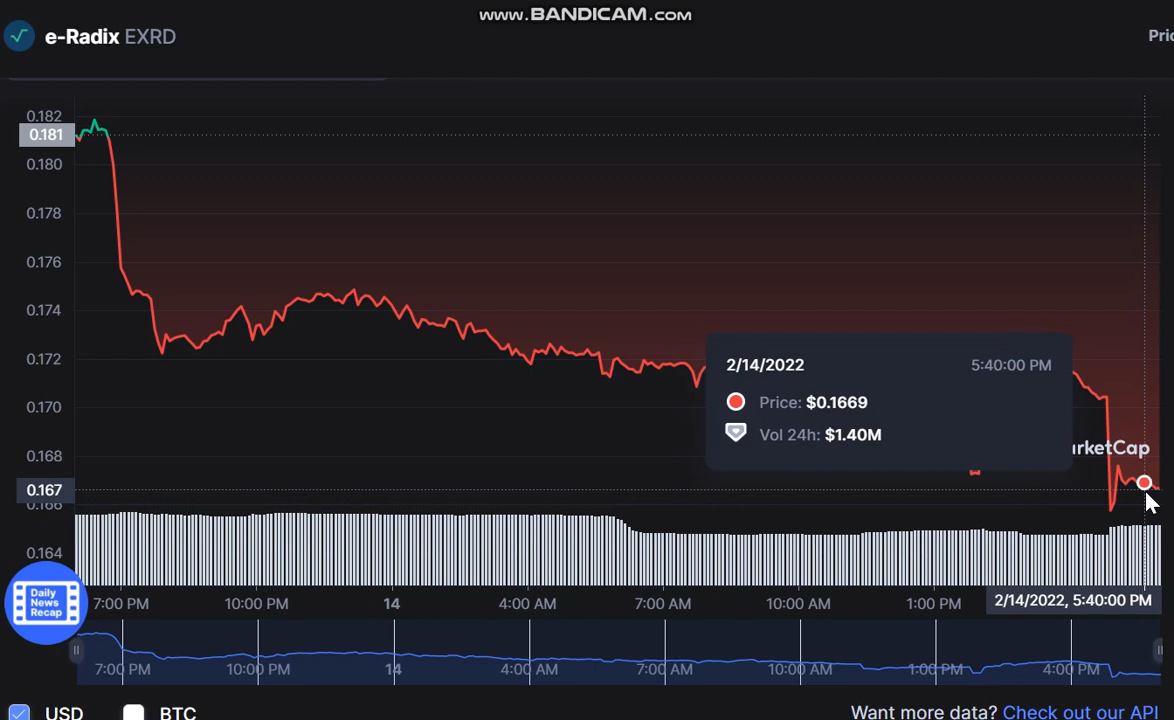 www.BANDICAM.com
e-Radix EXRD
Pric
0.182
0.181
0.180
0.178
0.176
0.174
0.172
0.170
0.168
0.167
0.166
0.164
2/14/2022 5:40:00 PM
Price: $0.1669
Vol 24h: $1.40M
arketCap
Daily
News
Recap
7:00 PM 10:00 PM 14 4:00 AM 7:00 AM 10:00 AM 1:00 PM 2/14/2022, 5:40:00 PM
7:00 PM 10:00 PM 14 4:00 AM 7:00 AM 10:00 AM 1:00 PM 4:00 PM
USD BTC
Want more data? Check out our API